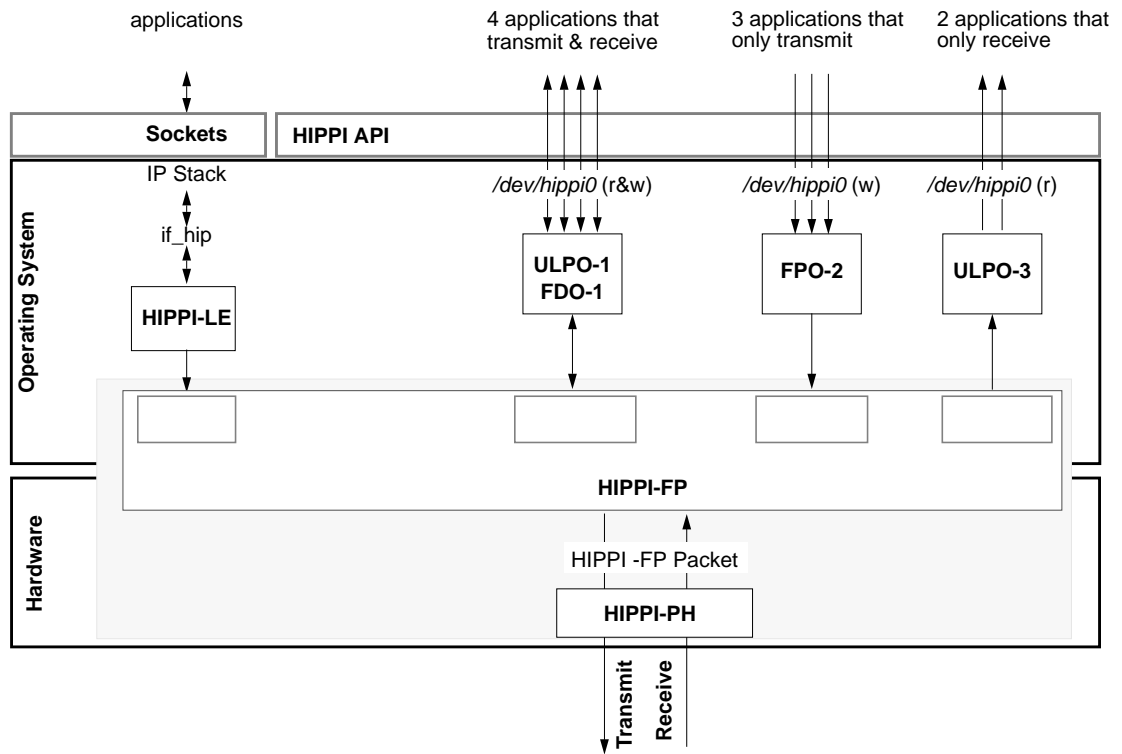 applications
4 applications that
transmit & receive
3 applications that
only transmit
2 applications that
only receive
Sockets
HIPPI API
IP Stack
/dev/hippi0 (r&w)
/dev/hippi0 (w)
/dev/hippi0 (r)
if_hip
ULPO-1
FDO-1
FPO-2
ULPO-3
HIPPI-LE
Operating System
HIPPI-FP
Hardware
HIPPI -FP Packet
HIPPI-PH
Transmit
Receive